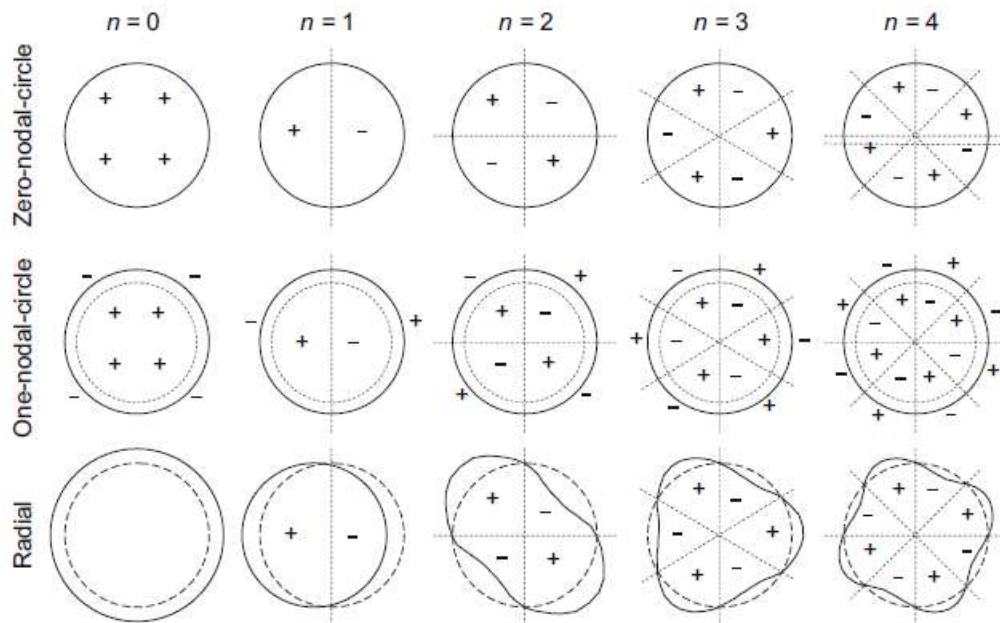 n = 0 n = 1 n = 2 n = 3 n = 4
Zero-nodal-circle
+ + + + + − + − − + + − - + + - + − - + + - − +
One-nodal-circle
- - + + + + − − − + − + − + + - - + + - − + + - + − + - + − - + - + + - − + + − - + - + - + − + −
Radial
+ - + − - + + - - + + − + − − + + - − +